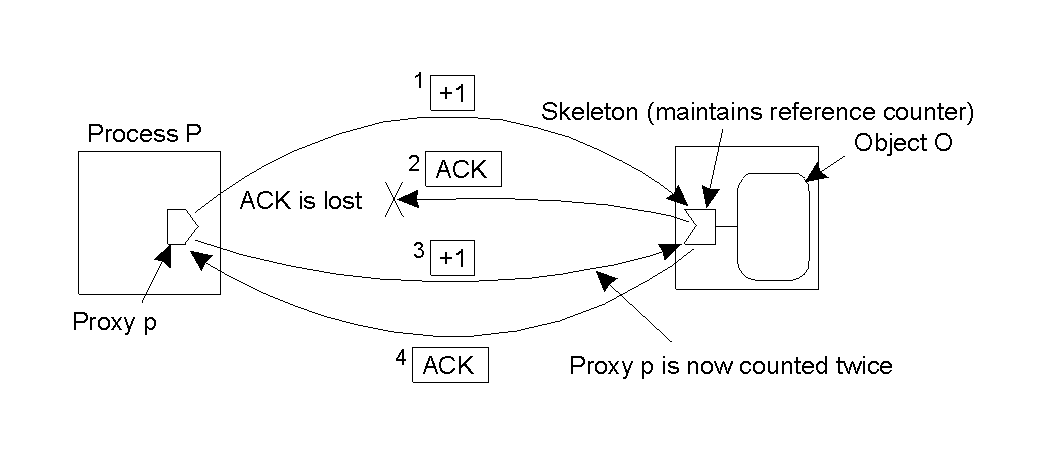 1 +1
Skeleton (maintains reference counter)
Process P
Object O
2 ACK
ACK is lost
3 +1
Proxy p
4 ACK
Proxy p is now counted twice